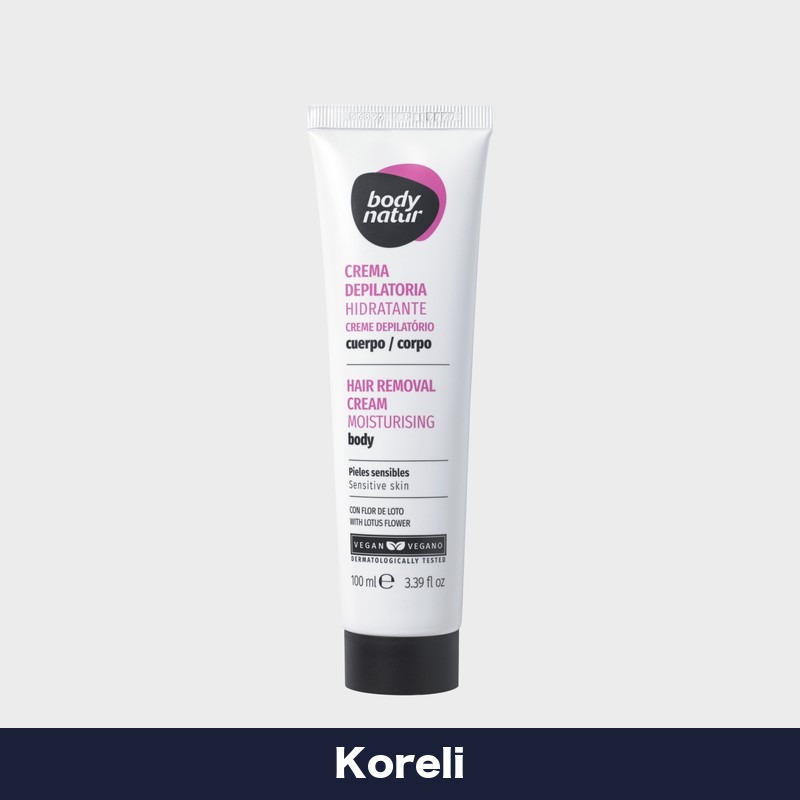 body
natur
CREMA
DEPILATORIA
HIDRATANTE
CREME DEPILATÓRIO
cuerpo / corpo
HAIR REMOVAL
CREAM
MOISTURISING
body
Pieles sensibles
Sensitive skin
CON FLOR DE LOTO
WITH LOTUS FLOWER
VEGAN VEGANO
DERMATOLOGICALLY TESTED
100 ml ℮ 3.39 fl oz
Koreli